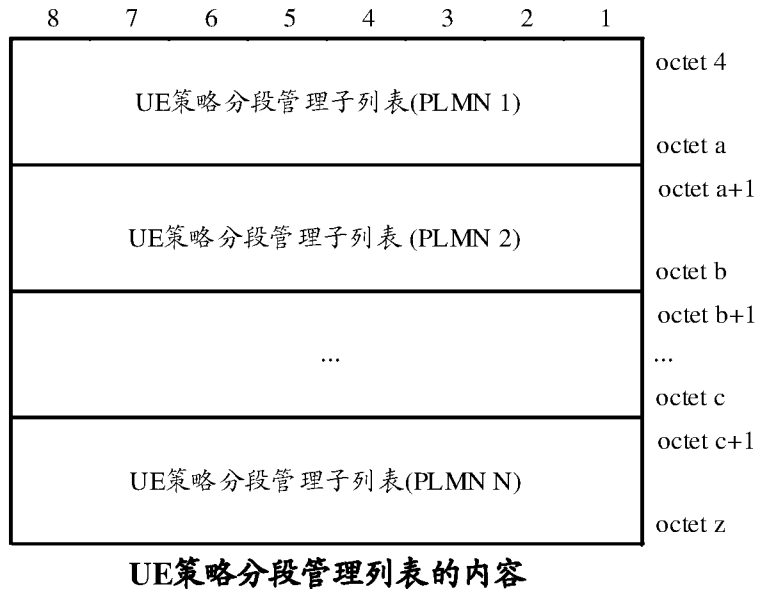 8 7 6 5 4 3 2 1
octet 4
UE策略分段管理子列表(PLMN 1)
octet a
octet a+1
UE策略分段管理子列表 (PLMN 2)
octet b
octet b+1
... ...
octet c
octet c+1
UE策略分段管理子列表(PLMN N)
octet z
UE策略分段管理列表的内容